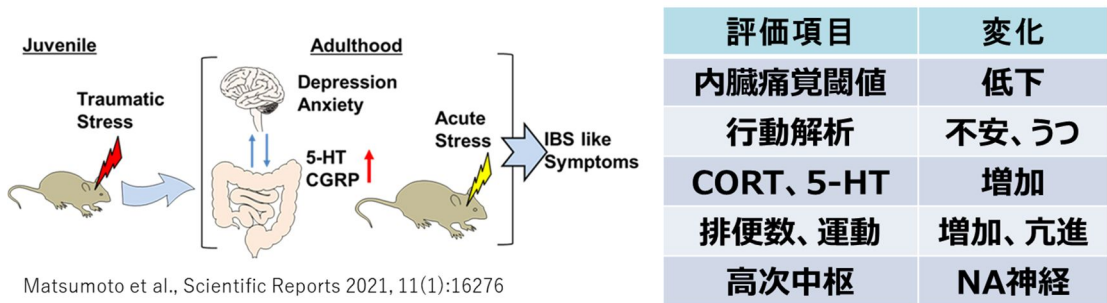 Juvenile
Adulthood
Traumatic
Stress
Depression
Anxiety
5-HT
CGRP
Acute
Stress
IBS like
Symptoms
Matsumoto et al., Scientific Reports 2021, 11(1):16276
評価項目 変化
内臓痛覚閾値 低下
行動解析 不安、うつ
CORT、5-HT 増加
排便数、運動 増加、亢進
高次中枢 NA神経